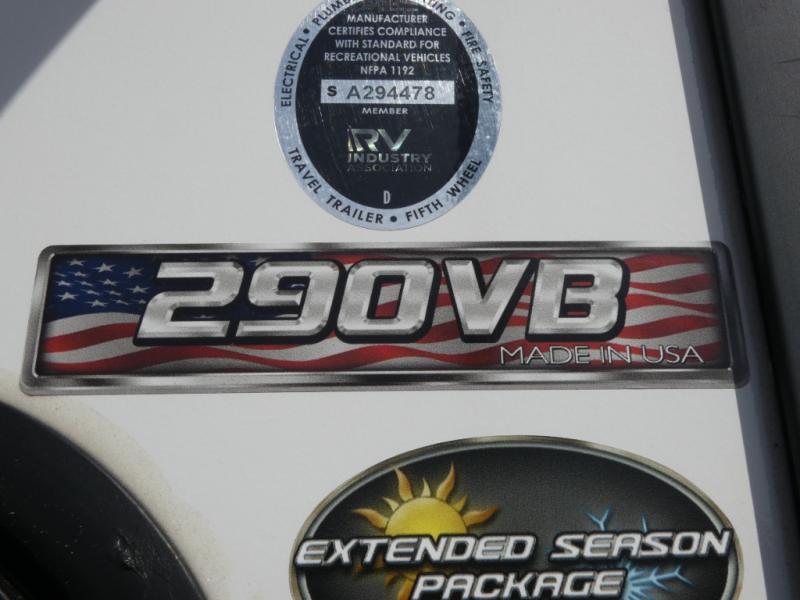 ELECTRICAL •
• FIRE SAFETY
MANUFACTURER
CERTIFIES COMPLIANCE
WITH STANDARD FOR
RECREATIONAL VEHICLES
NFPA 1192
S A294478
MEMBER
RV
INDUSTRY
ASSOCIATION
D
TRAVEL TRAILER • FIFTH WHEEL
290VB
MADE IN USA
EXTENDED SEASON
PACKAGE